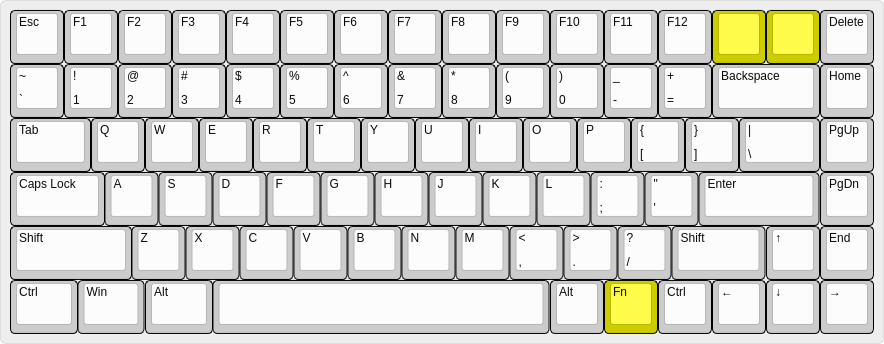 Esc F1 F2 F3 F4 F5 F6 F7 F8 F9 F10 F11 F12 Delete
~ ! @ # $ % ^ & * ( ) _ + Backspace Home
` 1 2 3 4 5 6 7 8 9 0 - =
Tab Q W E R T Y U I O P { } | PgUp
[ ] \
Caps Lock A S D F G H J K L : " Enter PgDn
; '
Shift Z X C V B N M < > ? Shift ↑ End
, . /
Ctrl Win Alt Alt Fn Ctrl ← ↓ →